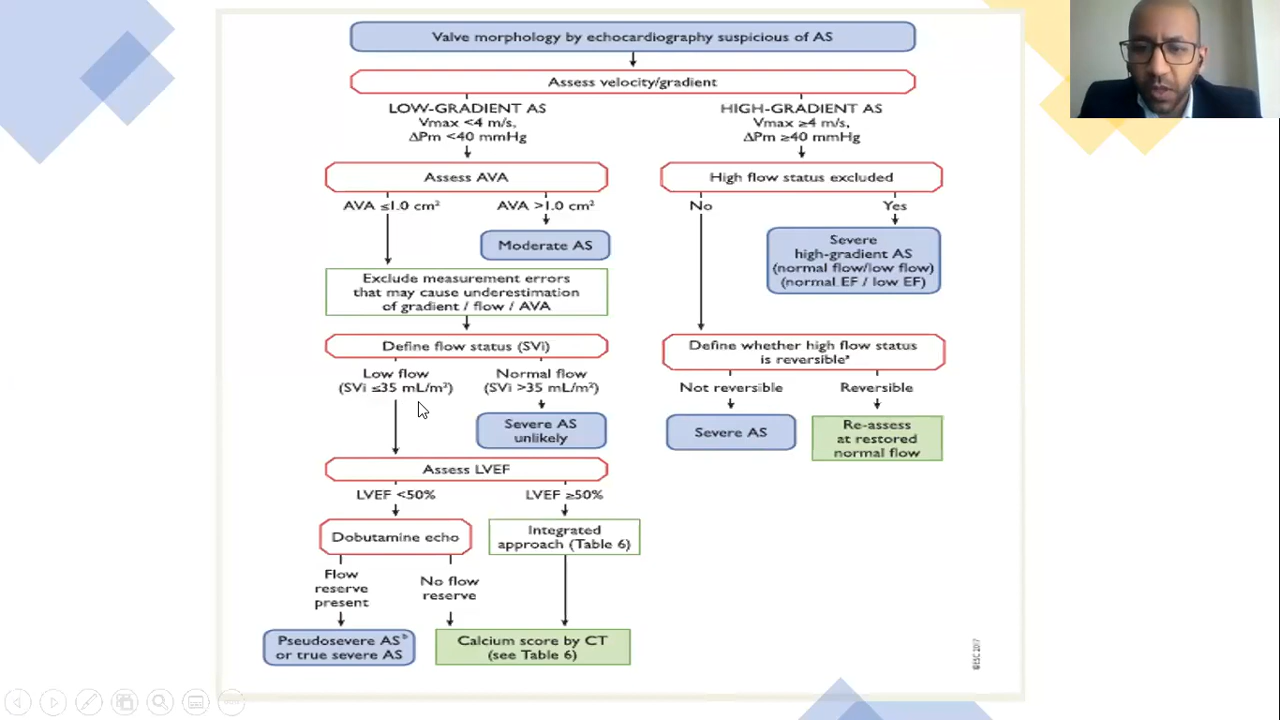 Valve morphology by echocardiography suspicious of AS
Assess velocity/gradient
LOW-GRADIENT AS
Vmax <4 m/s,
ΔPm <40 mmHg
HIGH-GRADIENT AS
Vmax ≥4 m/s,
ΔPm ≥40 mmHg
Assess AVA
High flow status excluded
AVA ≤1.0 cm²
AVA >1.0 cm²
No
Yes
Moderate AS
Severe
high-gradient AS
(normal flow/low flow)
(normal EF / low EF)
Exclude measurement errors
that may cause underestimation
of gradient / flow / AVA
Define flow status (SVi)
Define whether high flow status
is reversibleᵃ
Low flow
(SVi ≤35 mL/m²)
Normal flow
(SVi >35 mL/m²)
Not reversible
Reversible
Severe AS
unlikely
Severe AS
Re-assess
at restored
normal flow
Assess LVEF
LVEF <50%
LVEF ≥50%
Dobutamine echo
Integrated
approach (Table 6)
Flow
reserve
present
No flow
reserve
Pseudosevere ASᵇ
or true severe AS
Calcium score by CT
(see Table 6)
©ESC 2017